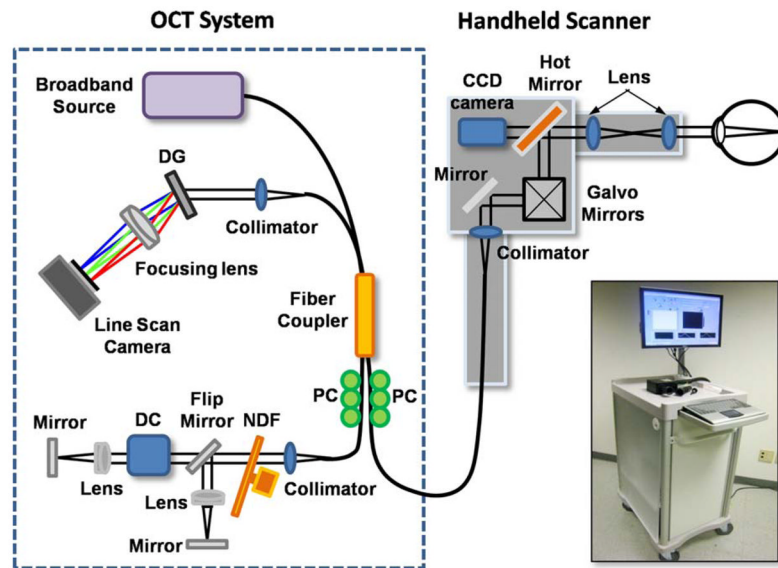 OCT System
Handheld Scanner
Broadband
Source
DG
Collimator
Focusing lens
Line Scan
Camera
Fiber
Coupler
PC
PC
Flip
Mirror
NDF
DC
Mirror
Lens
Lens
Collimator
Mirror
Hot
Mirror
CCD
camera
Lens
Mirror
Galvo
Mirrors
Collimator